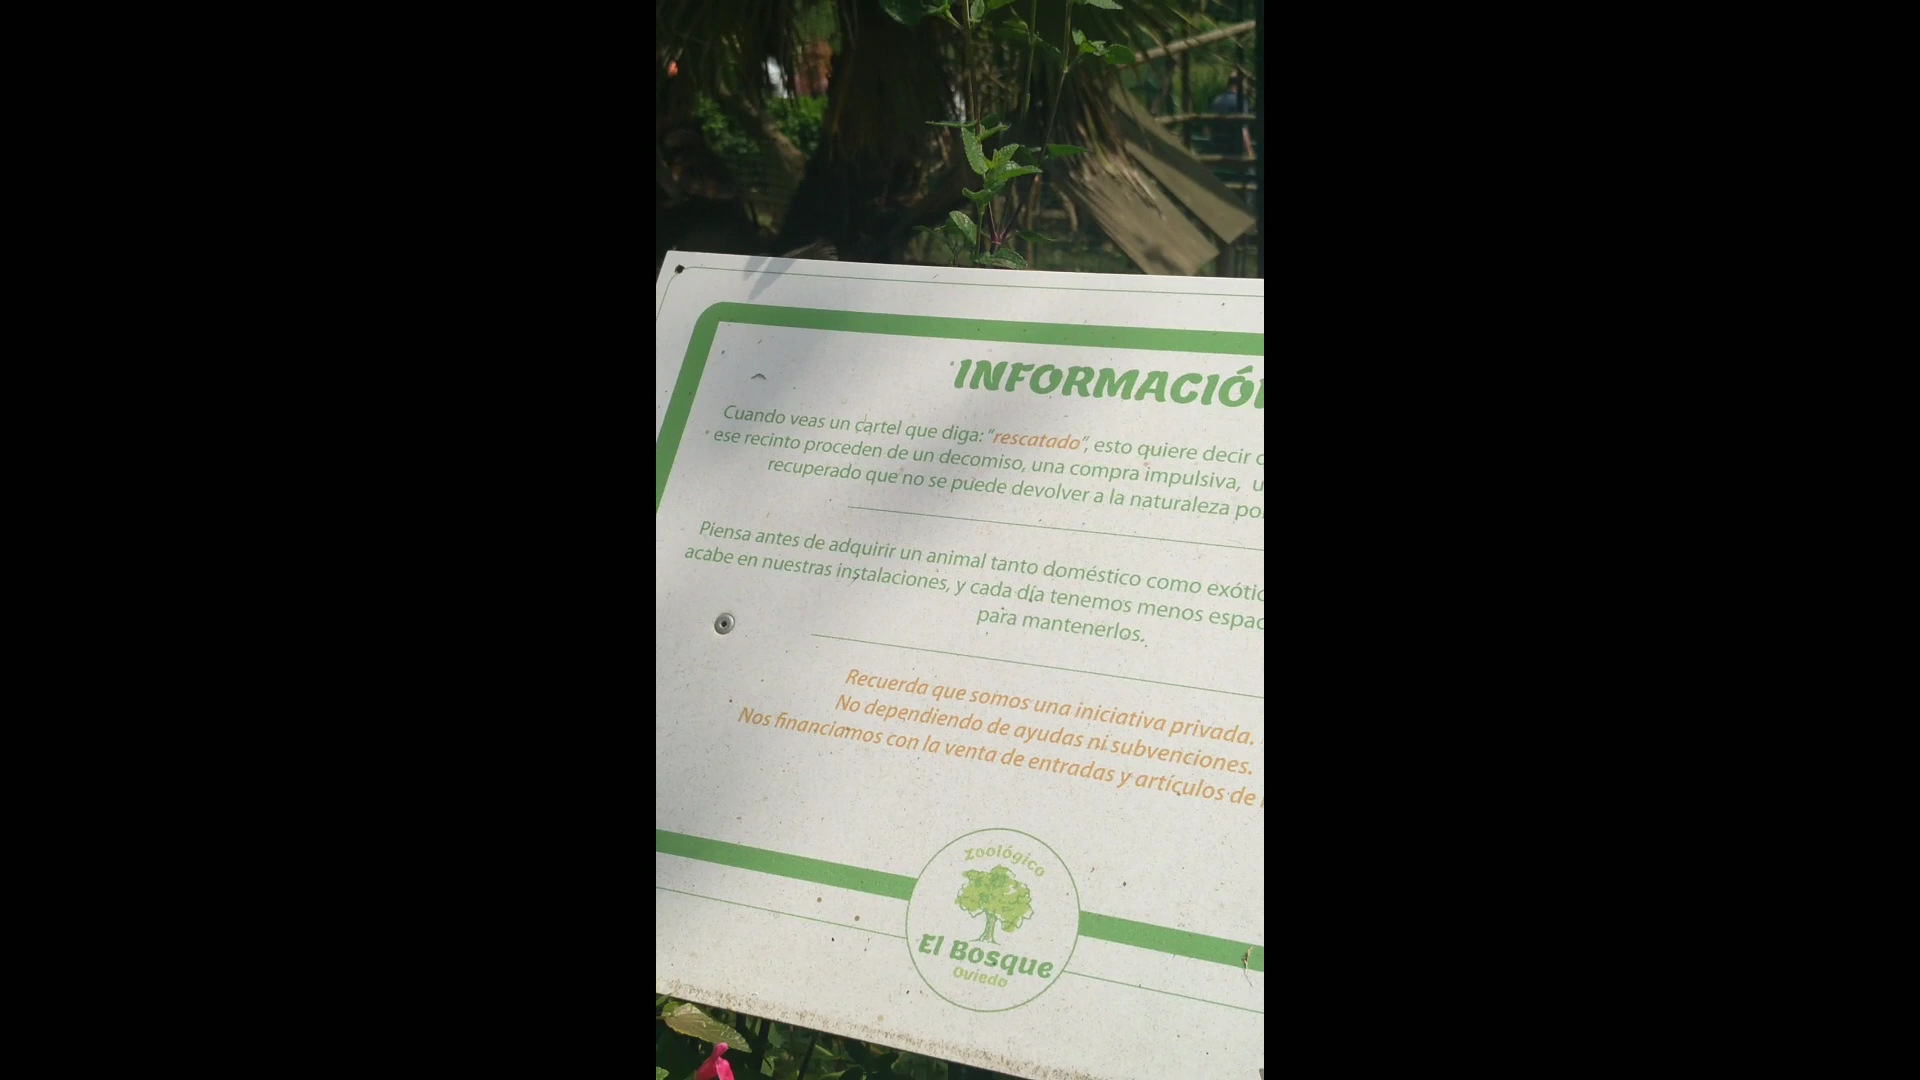 INFORMACIÓ
Cuando veas un cartel que diga: "rescatado", esto quiere decir
ese recinto proceden de un decomiso, una compra impulsiva,
recuperado que no se puede devolver a la naturaleza
Piensa antes de adquirir un animal tanto doméstico como
acabe en nuestras instalaciones, y cada día tenemos menos
para mantenerlos.
Recuerda que somos una iniciativa privada.
No dependiendo de ayudas ni subvenciones.
Nos financiamos con la venta de entradas y artículos de
Zoológico
El Bosque
Oviedo